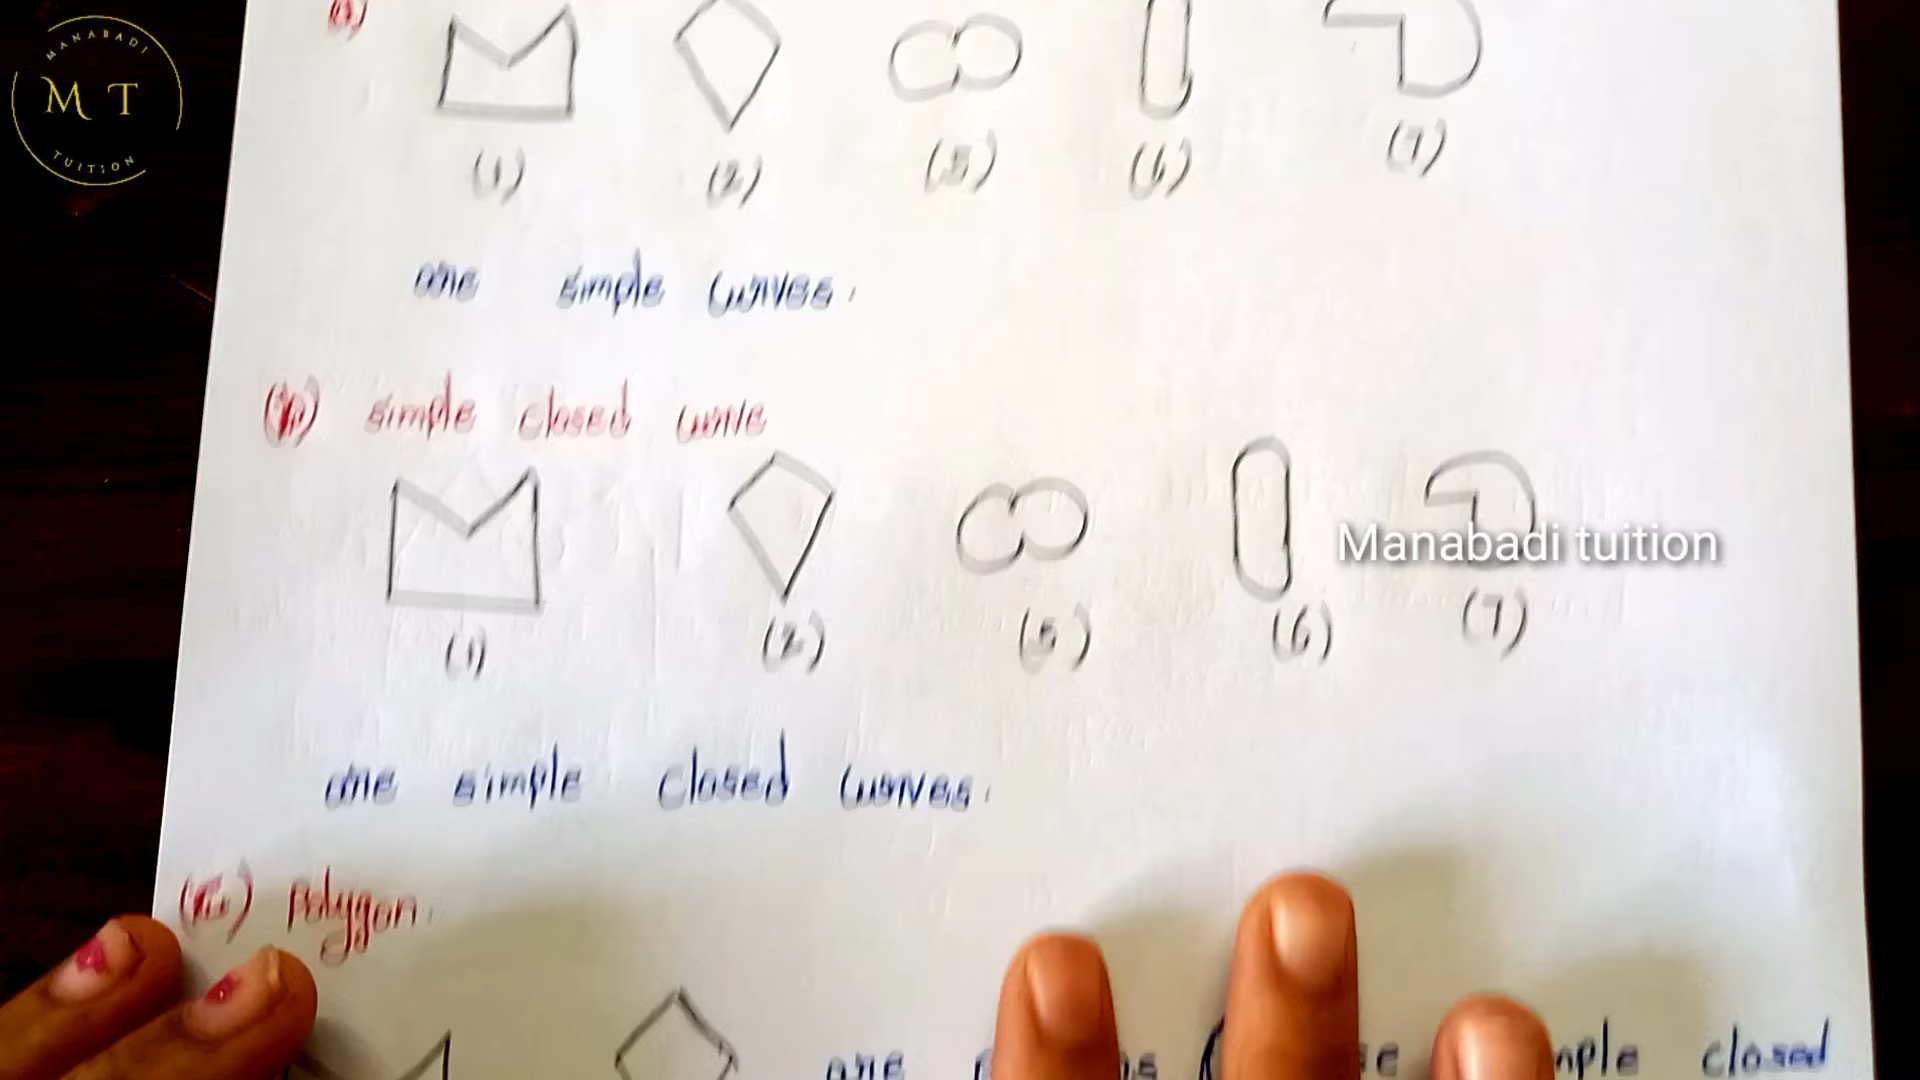 MANABADI
M T
TUITION
(a)
(1) (2) (5) (6) (7)
are simple curves.
simple closed curve
Manabadi tuition
(1) (2) (5) (6) (7)
are simple closed curves.
polygon.
are closed